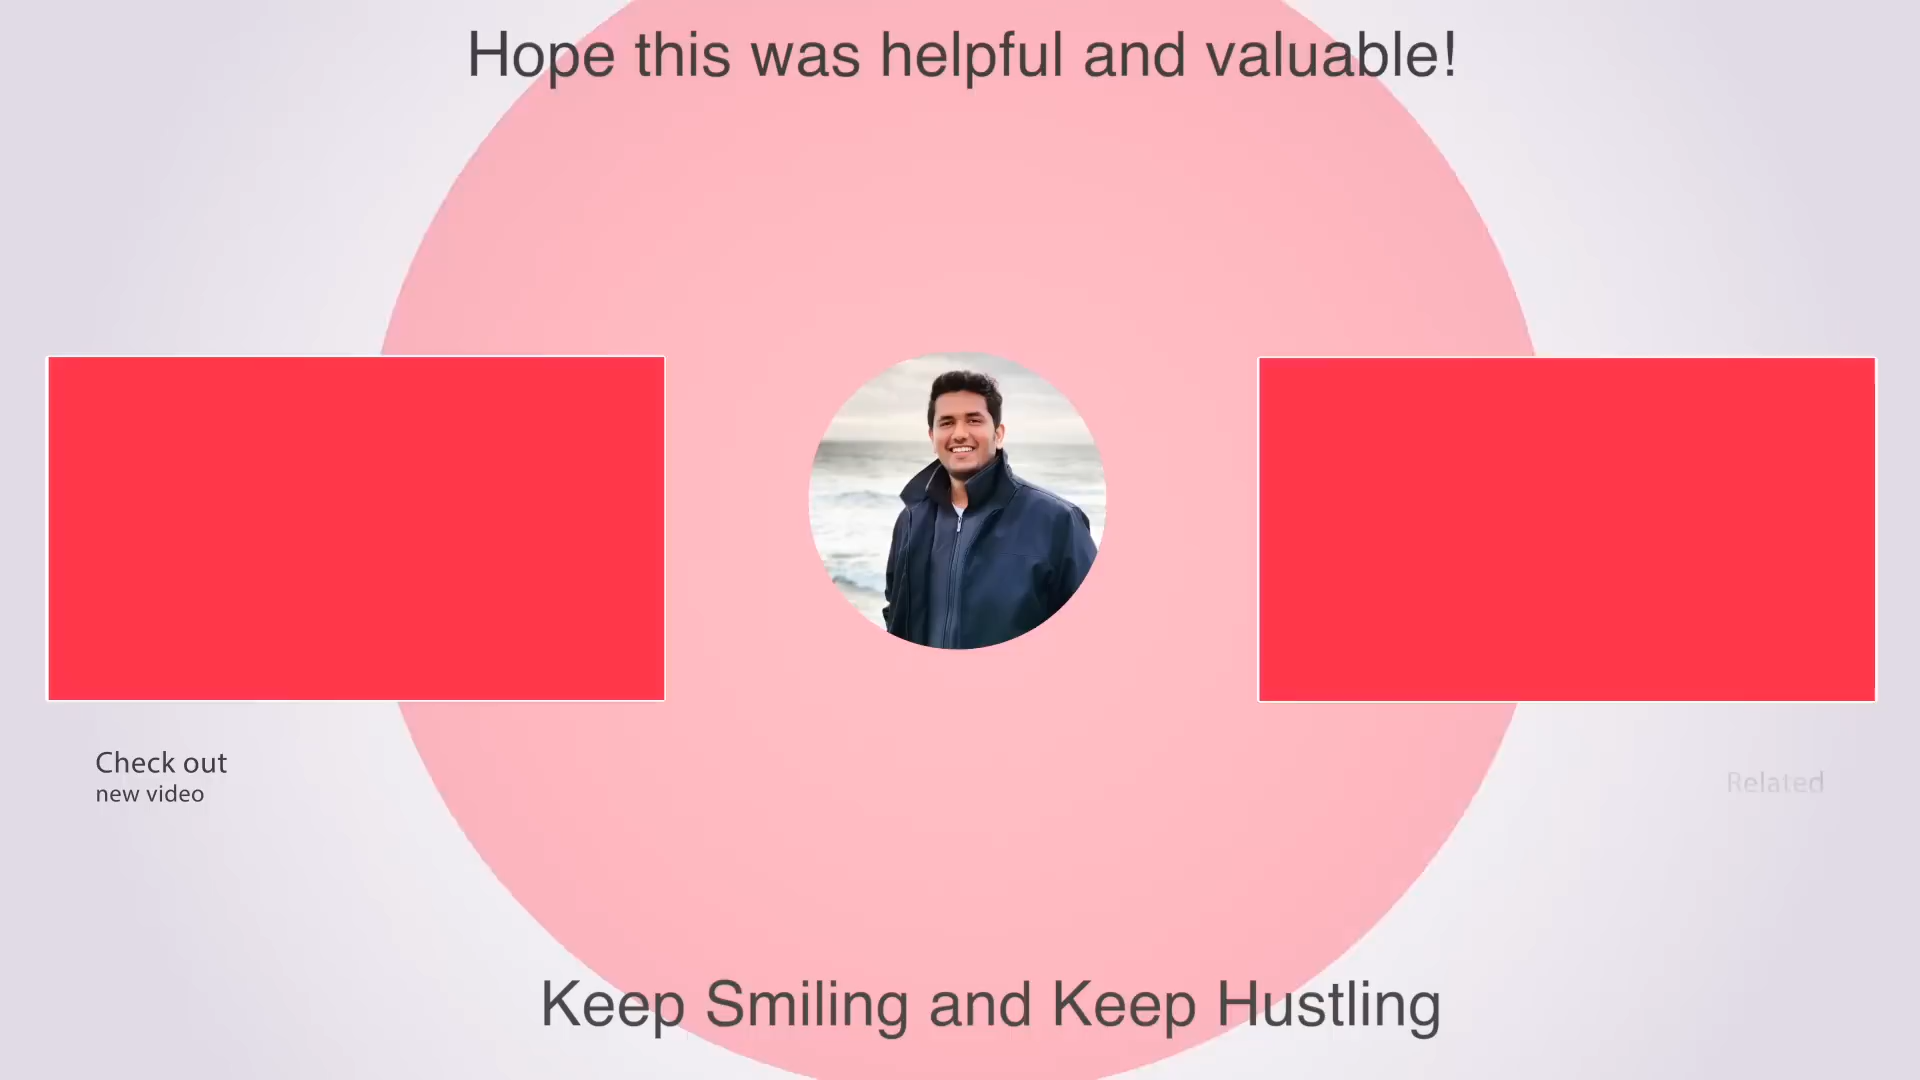 Hope this was helpful and valuable!
Check out
new video
Related
Keep Smiling and Keep Hustling